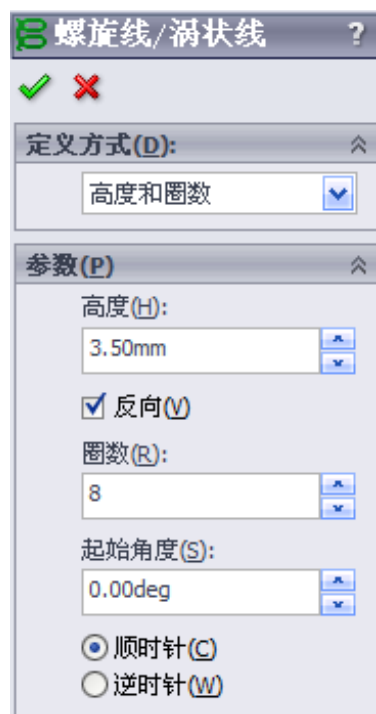 螺旋线/涡状线 ?
定义方式(D):
高度和圈数
参数(P)
高度(H):
3.50mm
反向(V)
圈数(R):
8
起始角度(S):
0.00deg
顺时针(C)
逆时针(W)